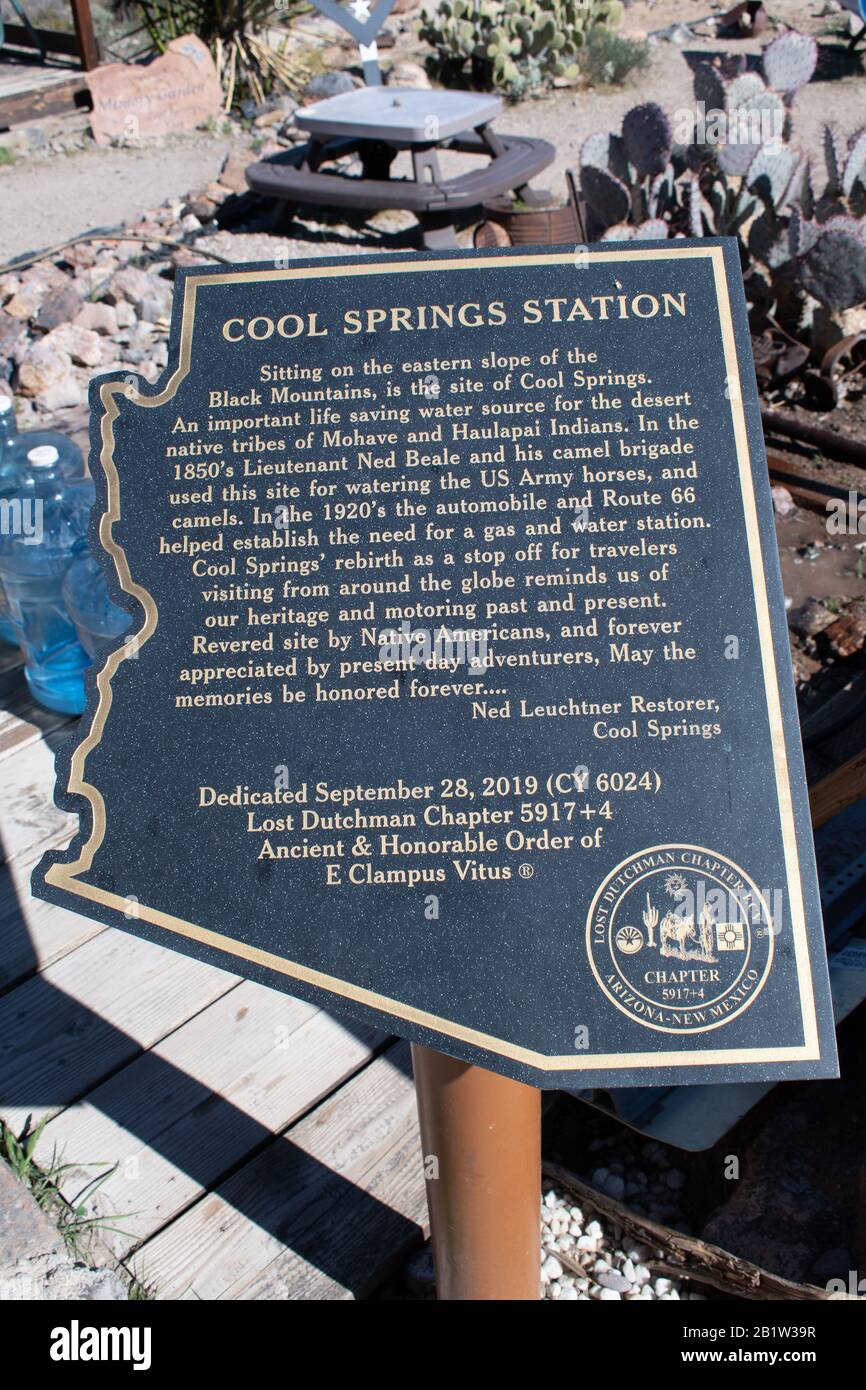 Memory Garden
COOL SPRINGS STATION
Sitting on the eastern slope of the
Black Mountains, is the site of Cool Springs.
An important life saving water source for the desert
native tribes of Mohave and Haulapai Indians. In the
1850's Lieutenant Ned Beale and his camel brigade
used this site for watering the US Army horses, and
camels. In the 1920's the automobile and Route 66
helped establish the need for a gas and water station.
Cool Springs' rebirth as a stop off for travelers
visiting from around the globe reminds us of
our heritage and motoring past and present.
Revered site by Native Americans, and forever
appreciated by present day adventurers, May the
memories be honored forever....
Ned Leuchtner Restorer,
Cool Springs
Dedicated September 28, 2019 (CY 6024)
Lost Dutchman Chapter 5917+4
Ancient & Honorable Order of
E Clampus Vitus ®
LOST DUTCHMAN CHAPTER ECV ®
CHAPTER
5917+4
ARIZONA-NEW MEXICO
alamy
Image ID: 2B1W39R
www.alamy.com